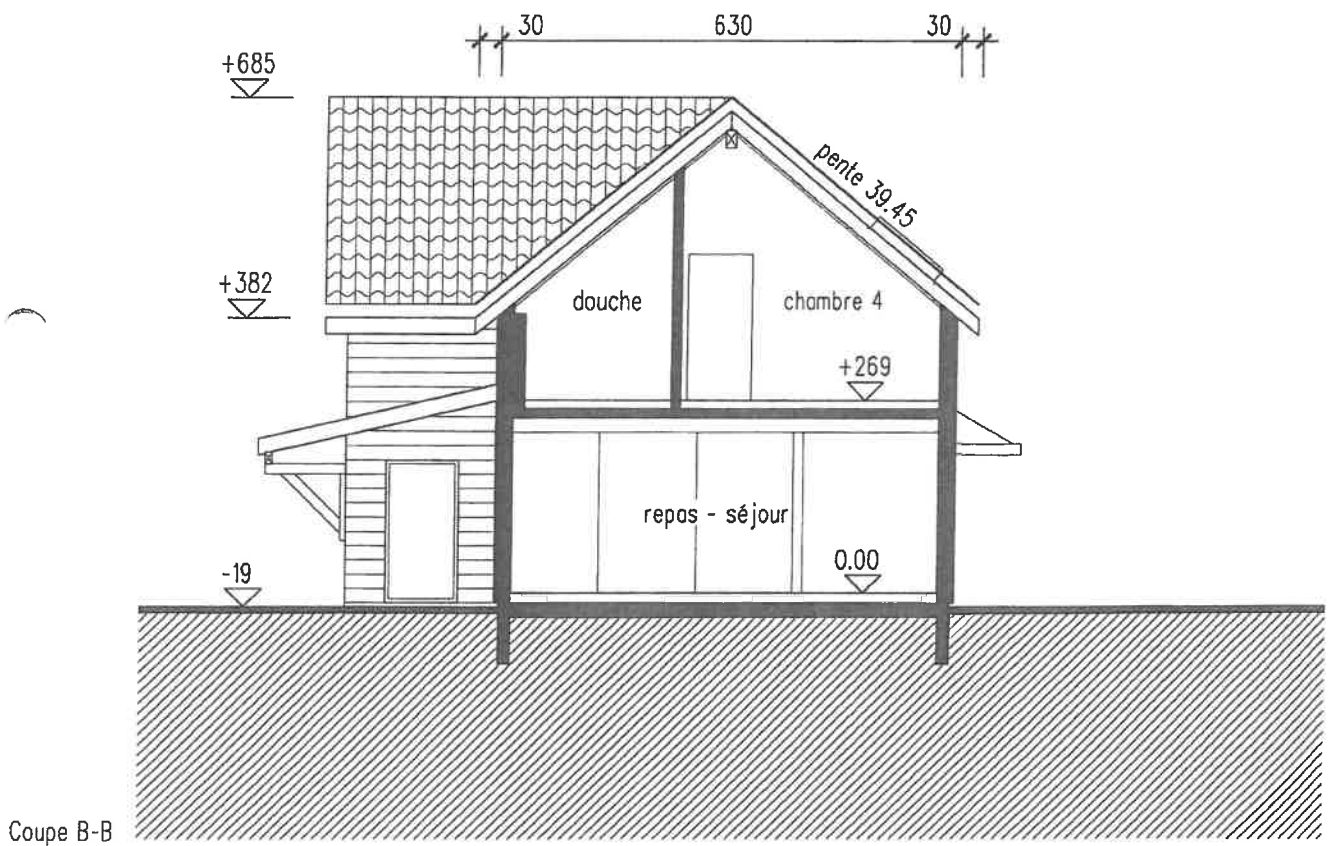 30 630 30
+685
pente 39.45
+382
douche
chambre 4
+269
repas - séjour
0.00
-19
Coupe B-B